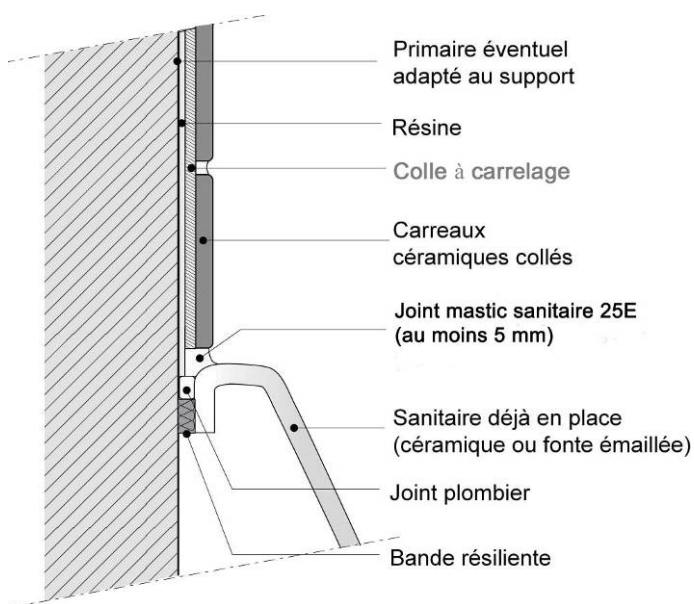 Primaire éventuel
adapté au support
Résine
Colle à carrelage
Carreaux
céramiques collés
Joint mastic sanitaire 25E
(au moins 5 mm)
Sanitaire déjà en place
(céramique ou fonte émaillée)
Joint plombier
Bande résiliente